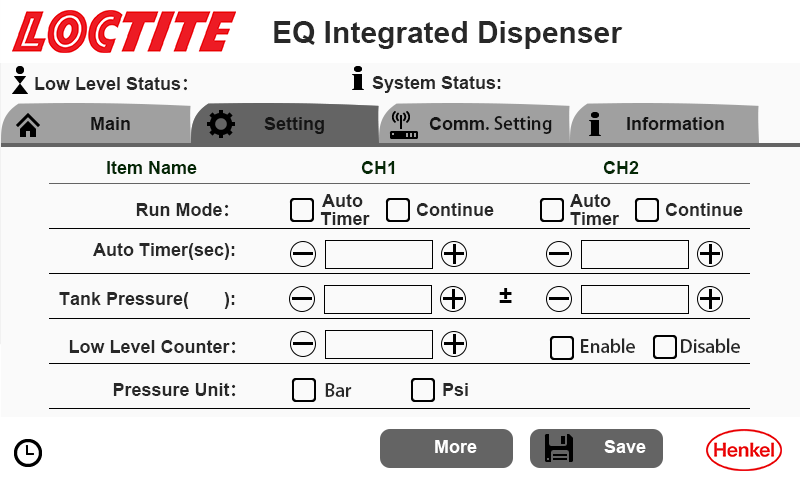 LOCTITE EQ Integrated Dispenser
Low Level Status: System Status:
Main Setting Comm. Setting Information
Item Name CH1 CH2
Run Mode: Auto Timer Continue Auto Timer Continue
Auto Timer(sec):
Tank Pressure( ): ±
Low Level Counter: Enable Disable
Pressure Unit: Bar Psi
More Save Henkel